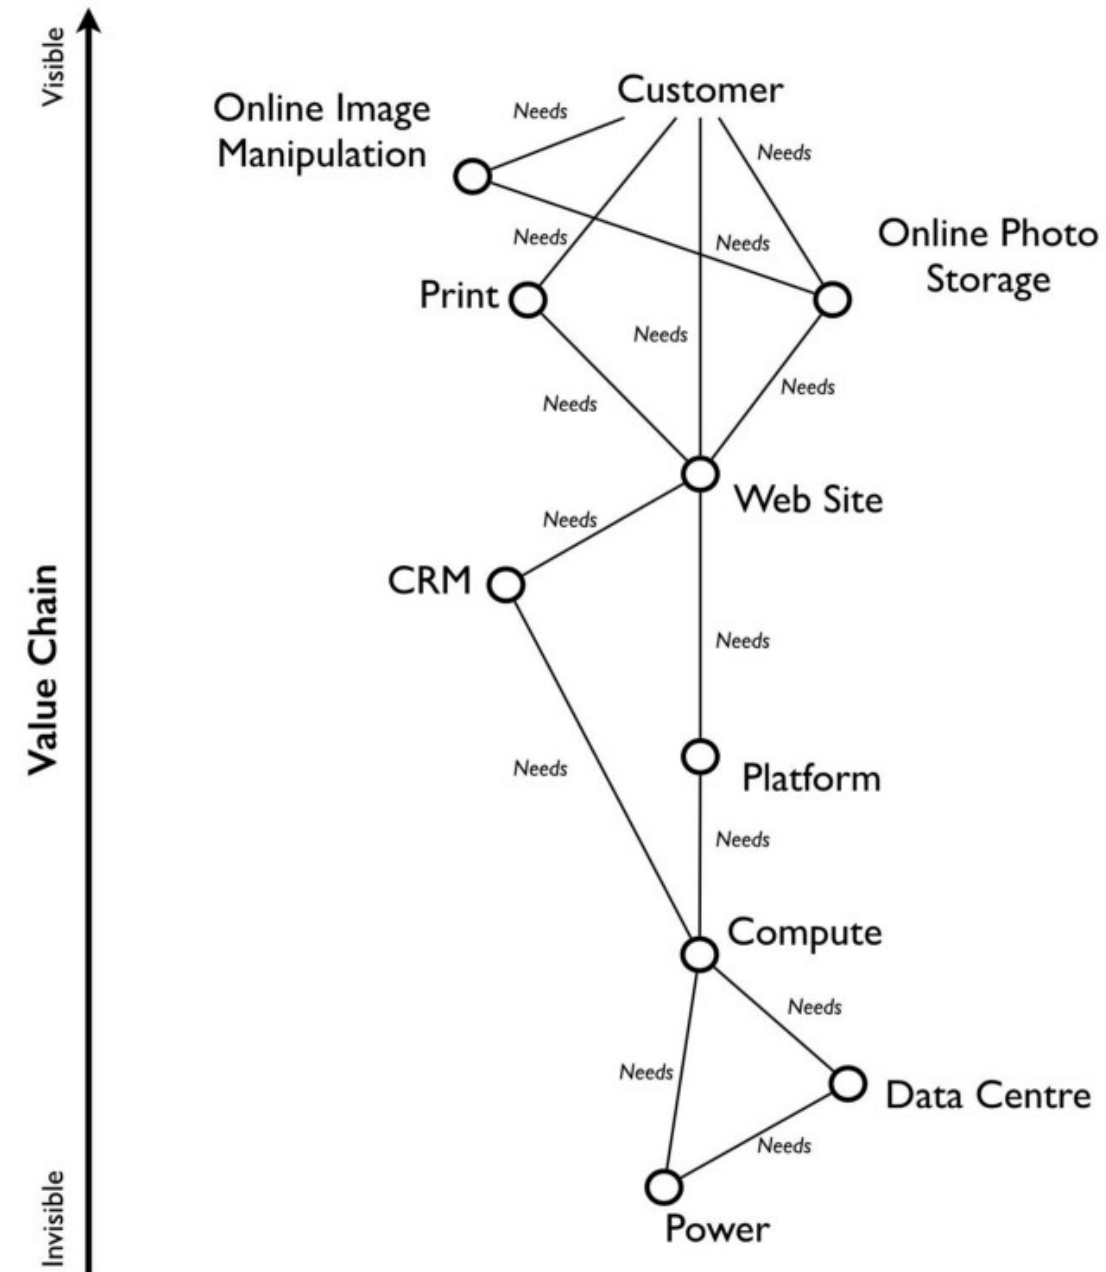 Visible
Customer
Online Image
Manipulation
Needs
Needs
Online Photo
Storage
Needs
Needs
Print
Needs
Needs
Needs
Web Site
Needs
CRM
Value Chain
Needs
Needs
Platform
Needs
Compute
Needs
Needs
Data Centre
Needs
Invisible
Power